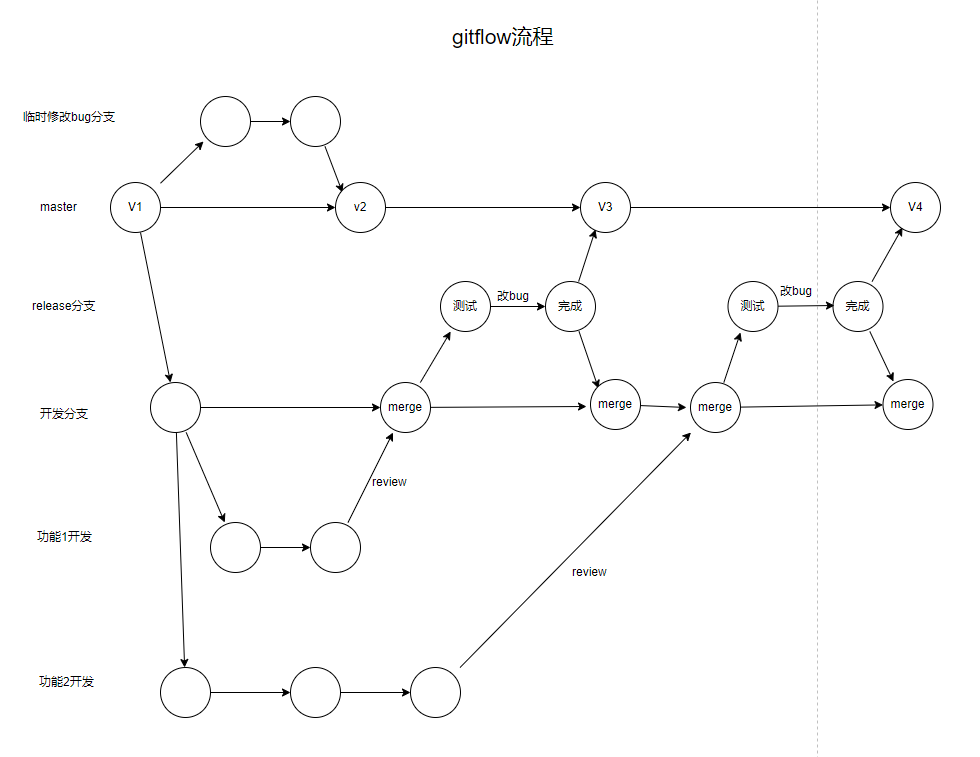 gitflow流程
临时修改bug分支
master
V1
v2
V3
V4
release分支
测试
改bug
完成
测试
改bug
完成
开发分支
merge
merge
merge
merge
review
功能1开发
review
功能2开发